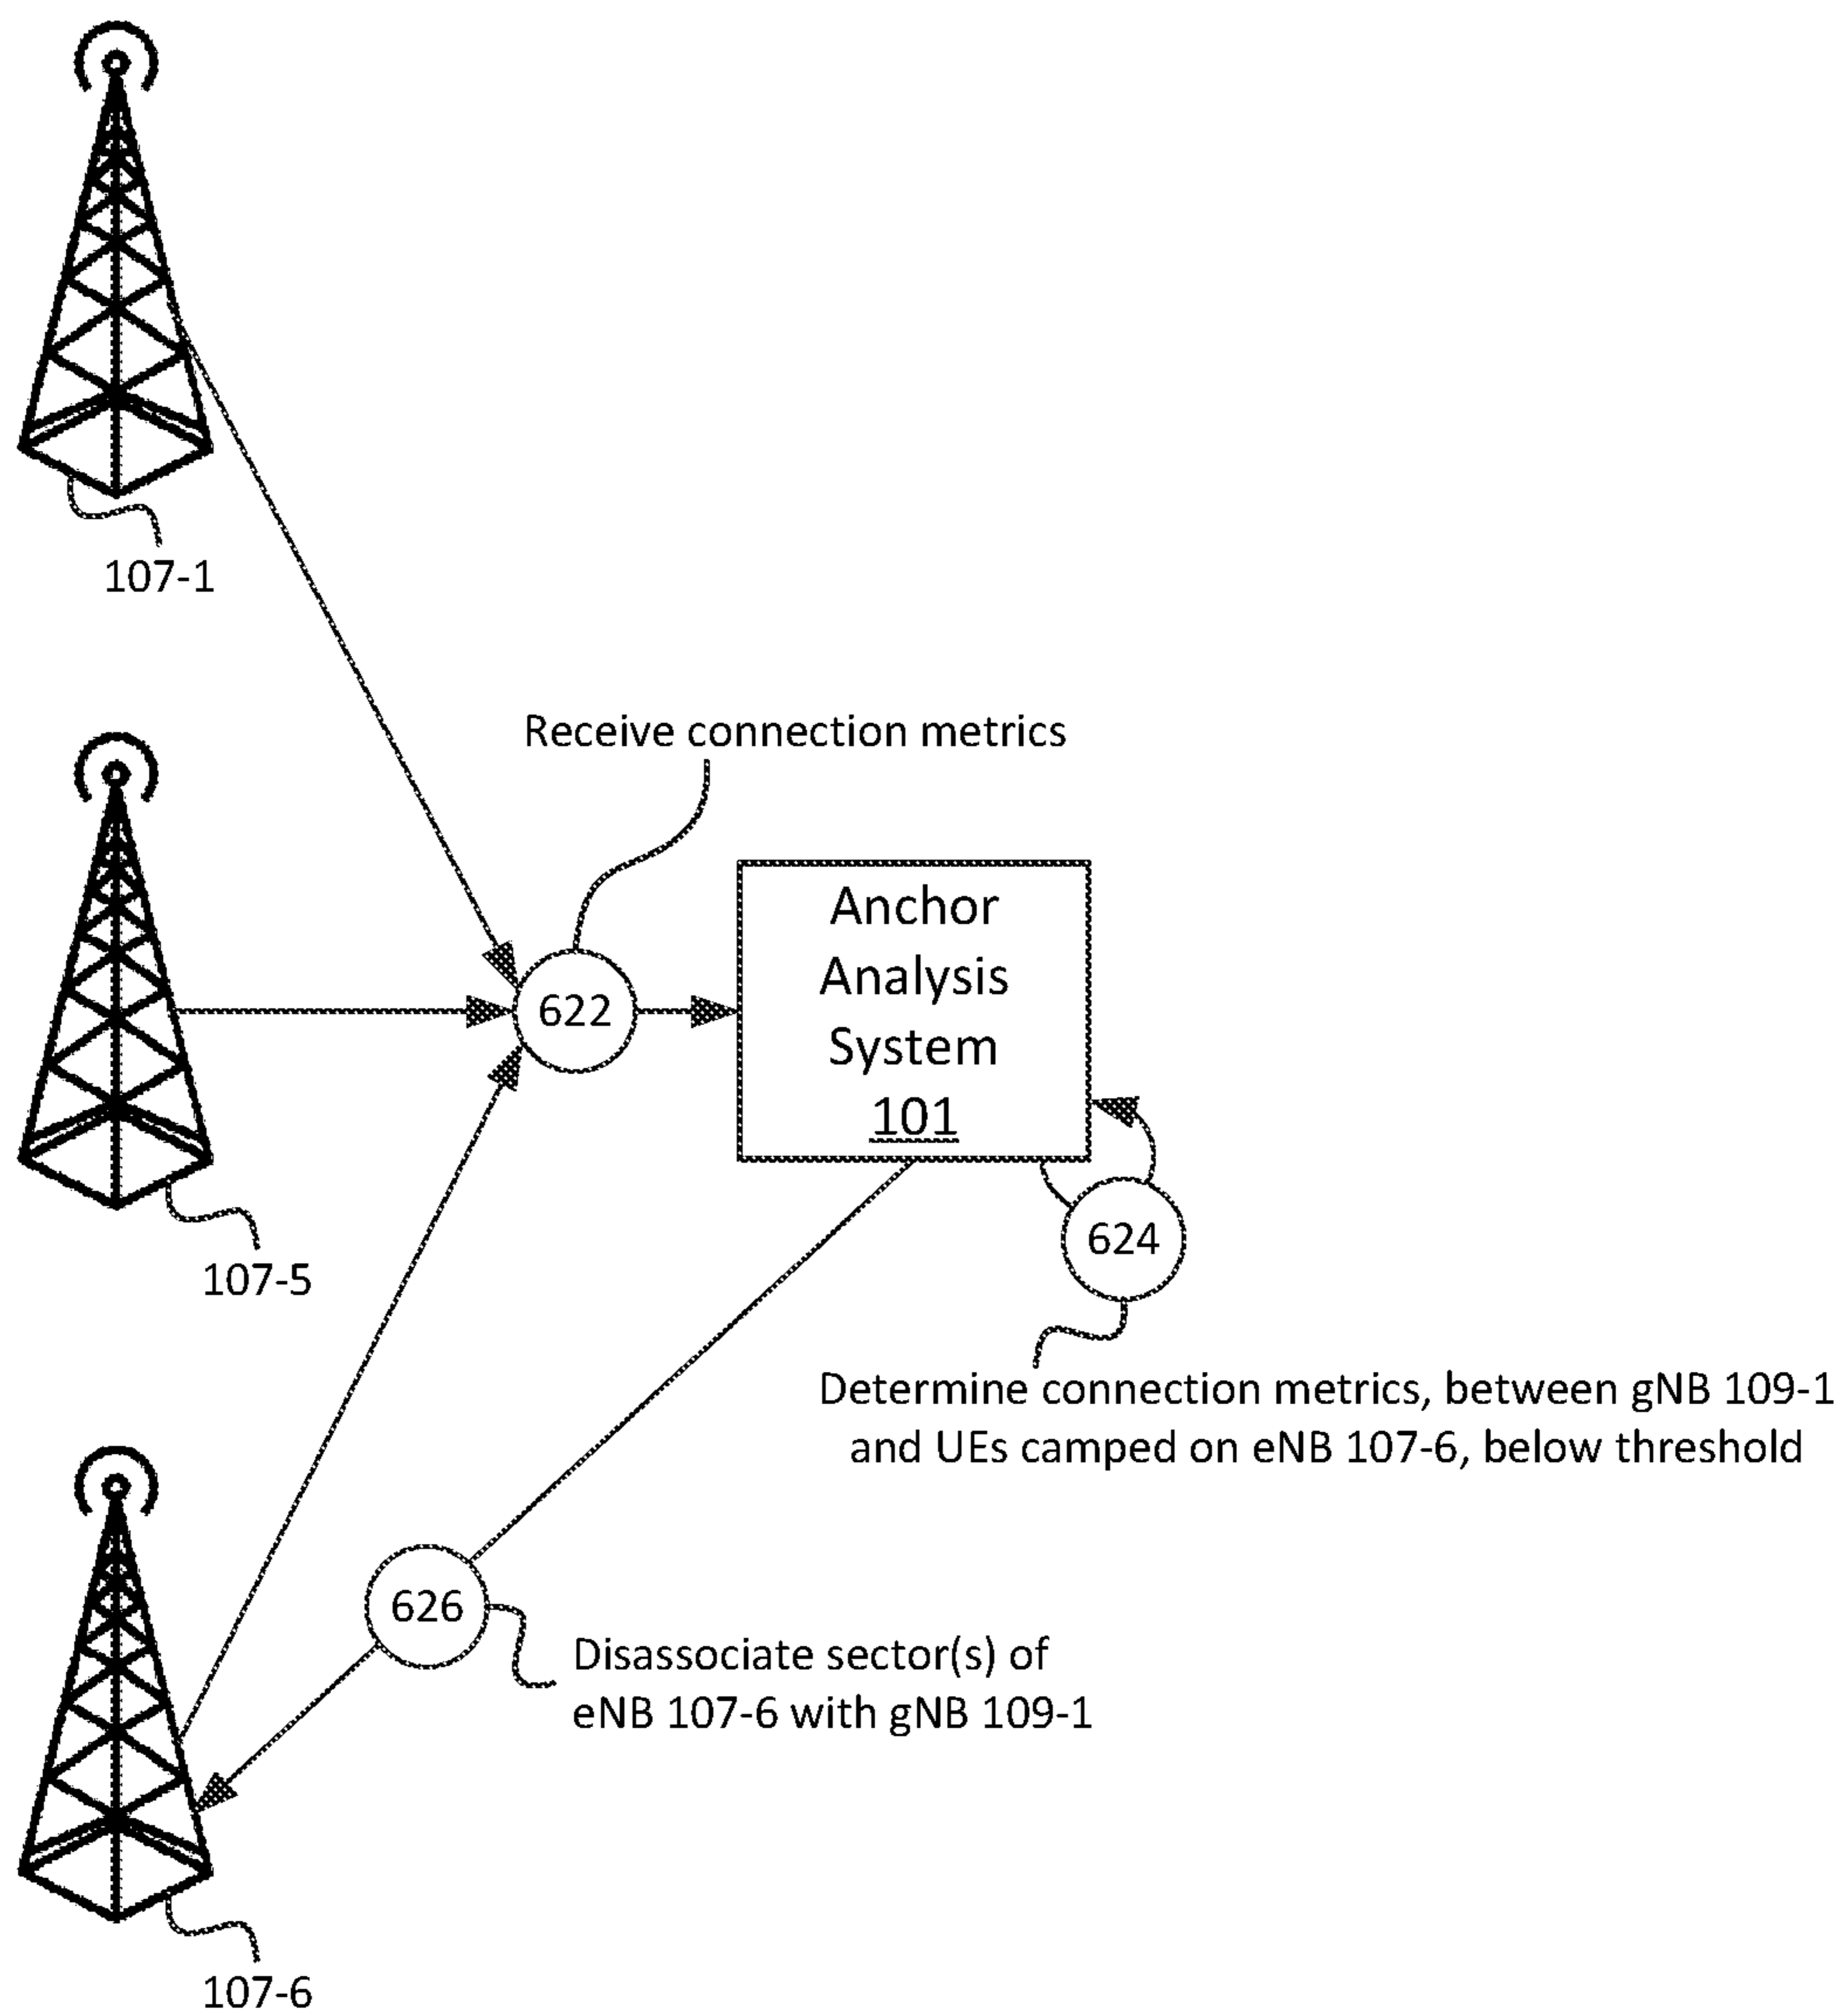 107-1
Receive connection metrics
Anchor
Analysis
System
101
622
624
107-5
Determine connection metrics, between gNB 109-1
and UEs camped on eNB 107-6, below threshold
626
Disassociate sector(s) of
eNB 107-6 with gNB 109-1
107-6